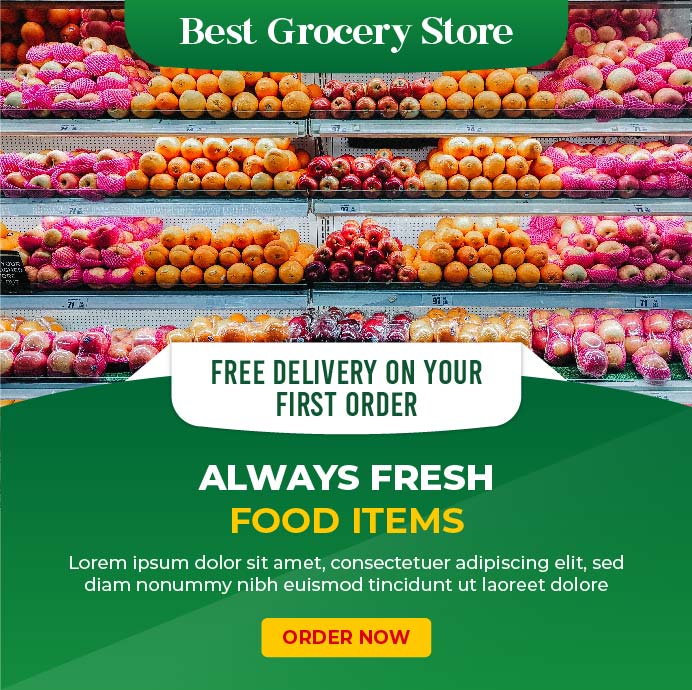 Best Grocery Store
FREE DELIVERY ON YOUR
FIRST ORDER
ALWAYS FRESH
FOOD ITEMS
Lorem ipsum dolor sit amet, consectetuer adipiscing elit, sed
diam nonummy nibh euismod tincidunt ut laoreet dolore
ORDER NOW